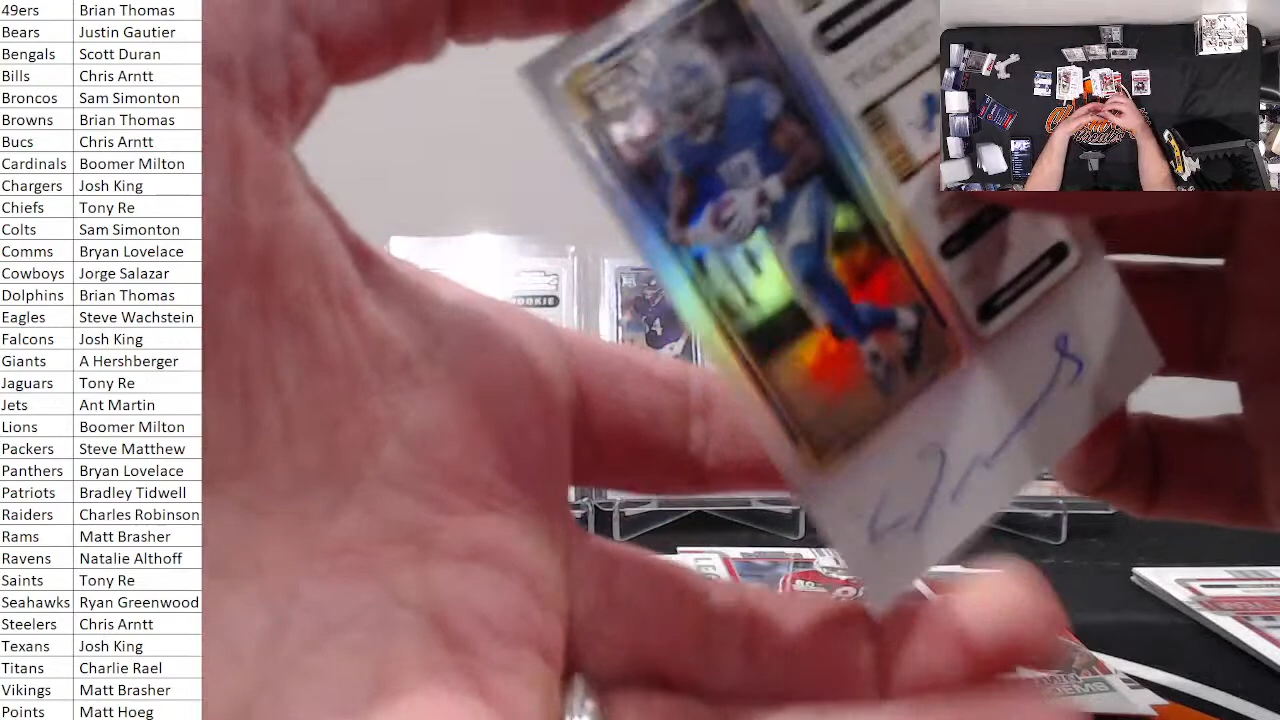 49ers Brian Thomas
Bears Justin Gautier
Bengals Scott Duran
Bills Chris Arntt
Broncos Sam Simonton
Browns Brian Thomas
Bucs Chris Arntt
Cardinals Boomer Milton
Chargers Josh King
Chiefs Tony Re
Colts Sam Simonton
Comms Bryan Lovelace
Cowboys Jorge Salazar
Dolphins Brian Thomas
Eagles Steve Wachstein
Falcons Josh King
Giants A Hershberger
Jaguars Tony Re
Jets Ant Martin
Lions Boomer Milton
Packers Steve Matthew
Panthers Bryan Lovelace
Patriots Bradley Tidwell
Raiders Charles Robinson
Rams Matt Brasher
Ravens Natalie Althoff
Saints Tony Re
Seahawks Ryan Greenwood
Steelers Chris Arntt
Texans Josh King
Titans Charlie Rael
Vikings Matt Brasher
Points Matt Hoeg